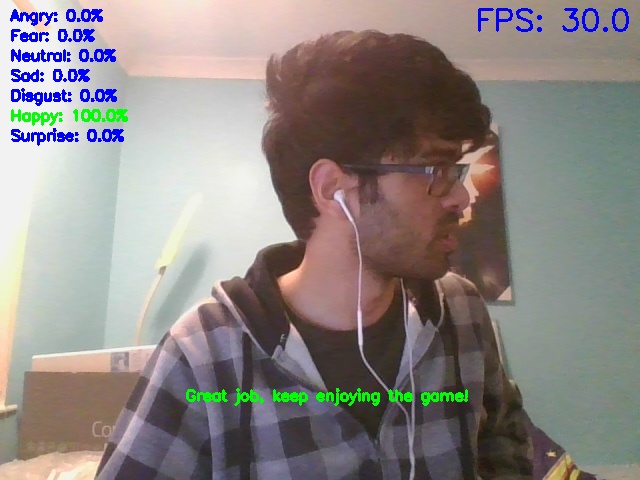 Angry: 0.0%
FPS: 30.0
Fear: 0.0%
Neutral: 0.0%
Sad: 0.0%
Disgust: 0.0%
Happy: 100.0%
Surprise: 0.0%
Great job, keep enjoying the game!